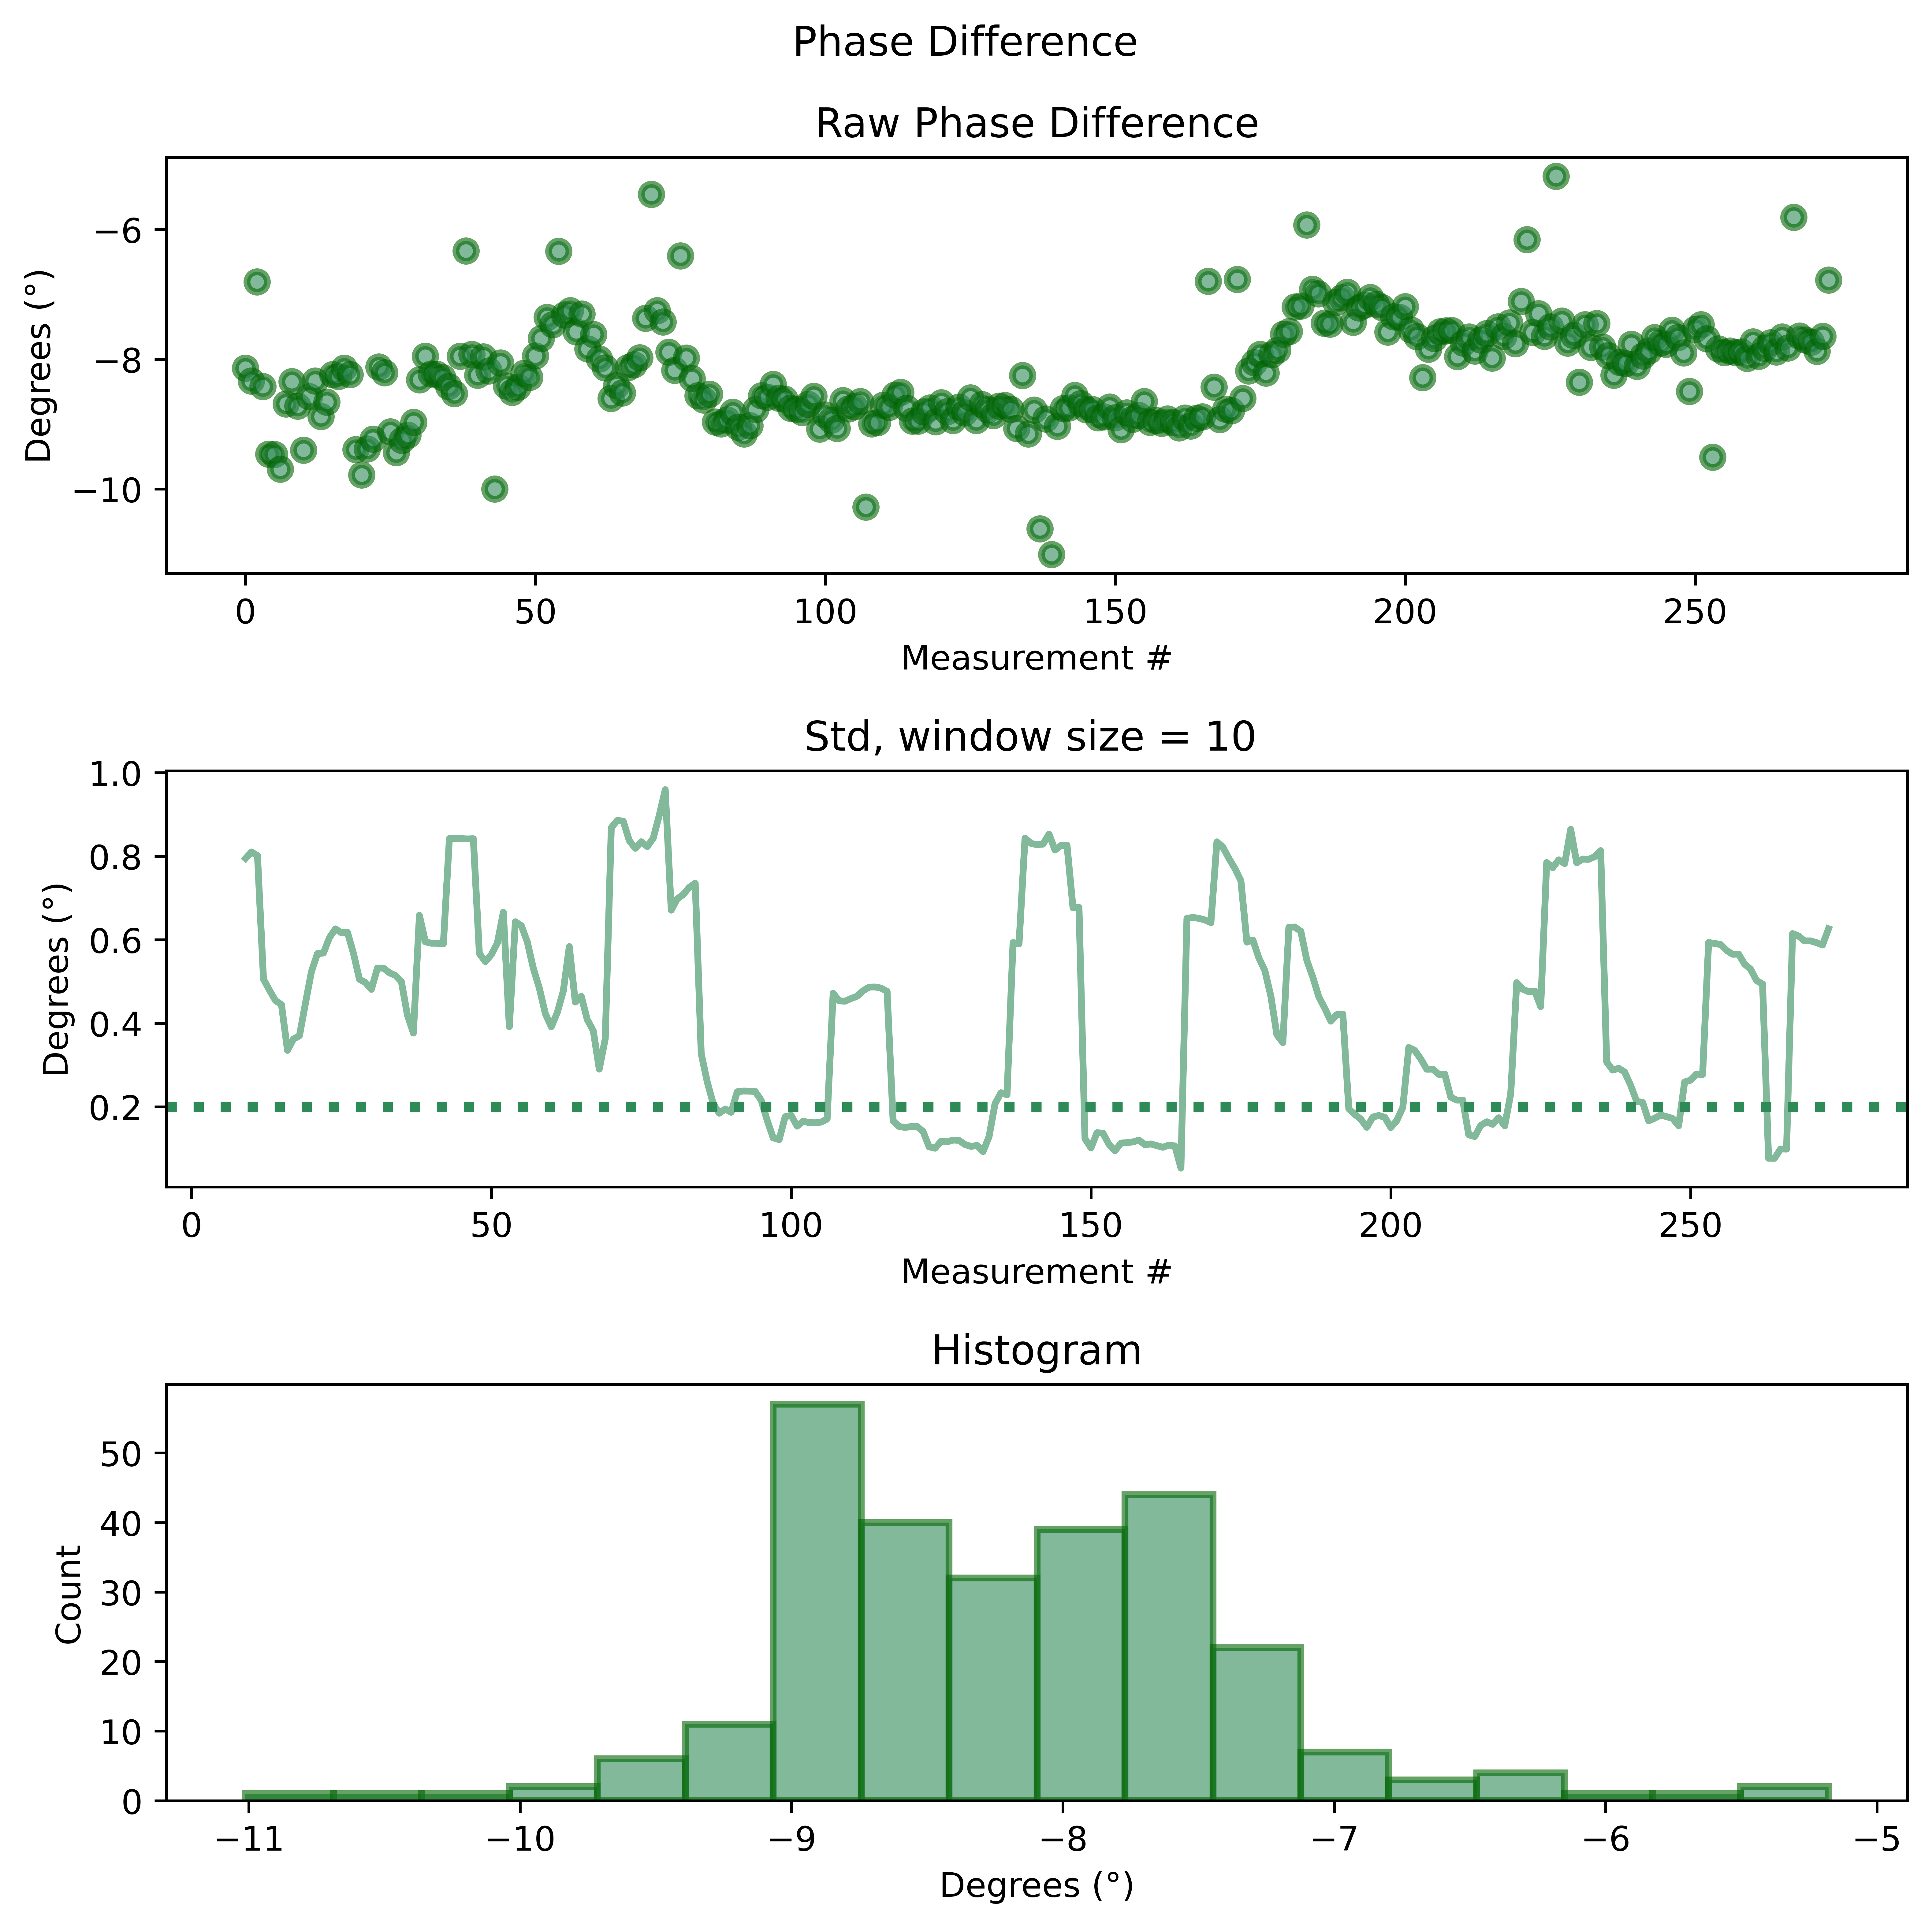 Phase Difference
Raw Phase Difference
−6
−8
−10
Degrees (°)
0 50 100 150 200 250
Measurement #
Std, window size = 10
1.0
0.8
0.6
0.4
0.2
Degrees (°)
0 50 100 150 200 250
Measurement #
Histogram
50
40
30
20
10
0
Count
−11 −10 −9 −8 −7 −6 −5
Degrees (°)